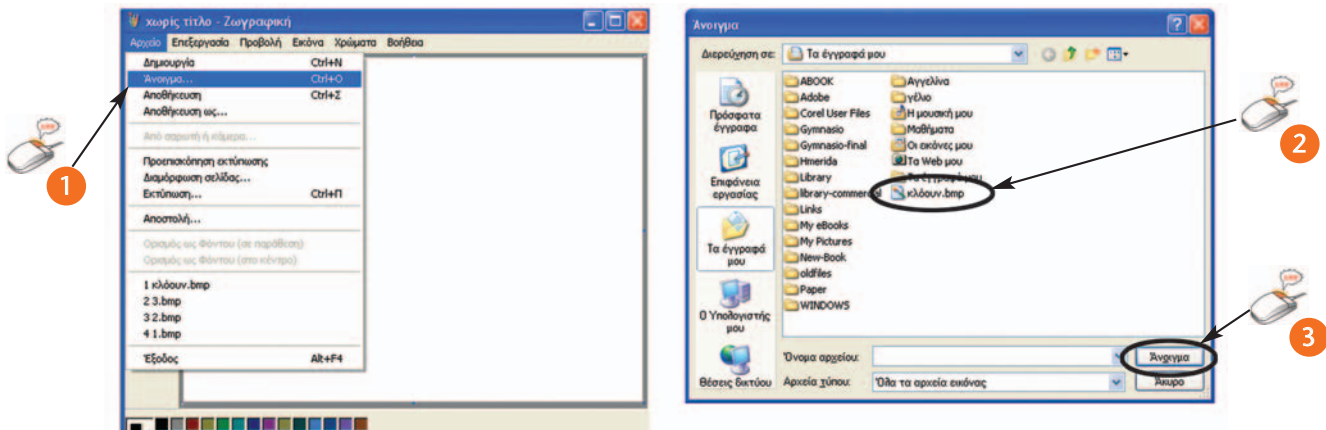 χωρίς τίτλο - Ζωγραφική
Αρχείο Επεξεργασία Προβολή Εικόνα Χρώματα Βοήθεια
Δημιουργία Ctrl+N
Άνοιγμα... Ctrl+O
Αποθήκευση Ctrl+Σ
Αποθήκευση ως...
Από σαρωτή ή κάμερα...
Προεπισκόπηση εκτύπωσης
Διαμόρφωση σελίδας...
Εκτύπωση... Ctrl+Π
Αποστολή...
Ορισμός ως Φόντου (σε παράθεση)
Ορισμός ως Φόντου (στο κέντρο)
1 κλόουν.bmp
2 3.bmp
3 2.bmp
4 1.bmp
Έξοδος Alt+F4
1
Άνοιγμα
Διερεύνηση σε: Τα έγγραφά μου
Πρόσφατα
έγγραφα
Επιφάνεια
εργασίας
Τα έγγραφά
μου
Ο Υπολογιστής
μου
Θέσεις δικτύου
ABOOK
Adobe
Corel User Files
Gymnasio
Gymnasio-final
Hmerida
Library
library-commercial
Links
My eBooks
My Pictures
New-Book
oldfiles
Paper
WINDOWS
Αγγελίνα
γέλιο
Η μουσική μου
Μαθήματα
Οι εικόνες μου
Τα Web μου
Τα έγγραφά μου
κλόουν.bmp
Όνομα αρχείου:
Άνοιγμα
Αρχεία τύπου: Όλα τα αρχεία εικόνας
Άκυρο
2
3